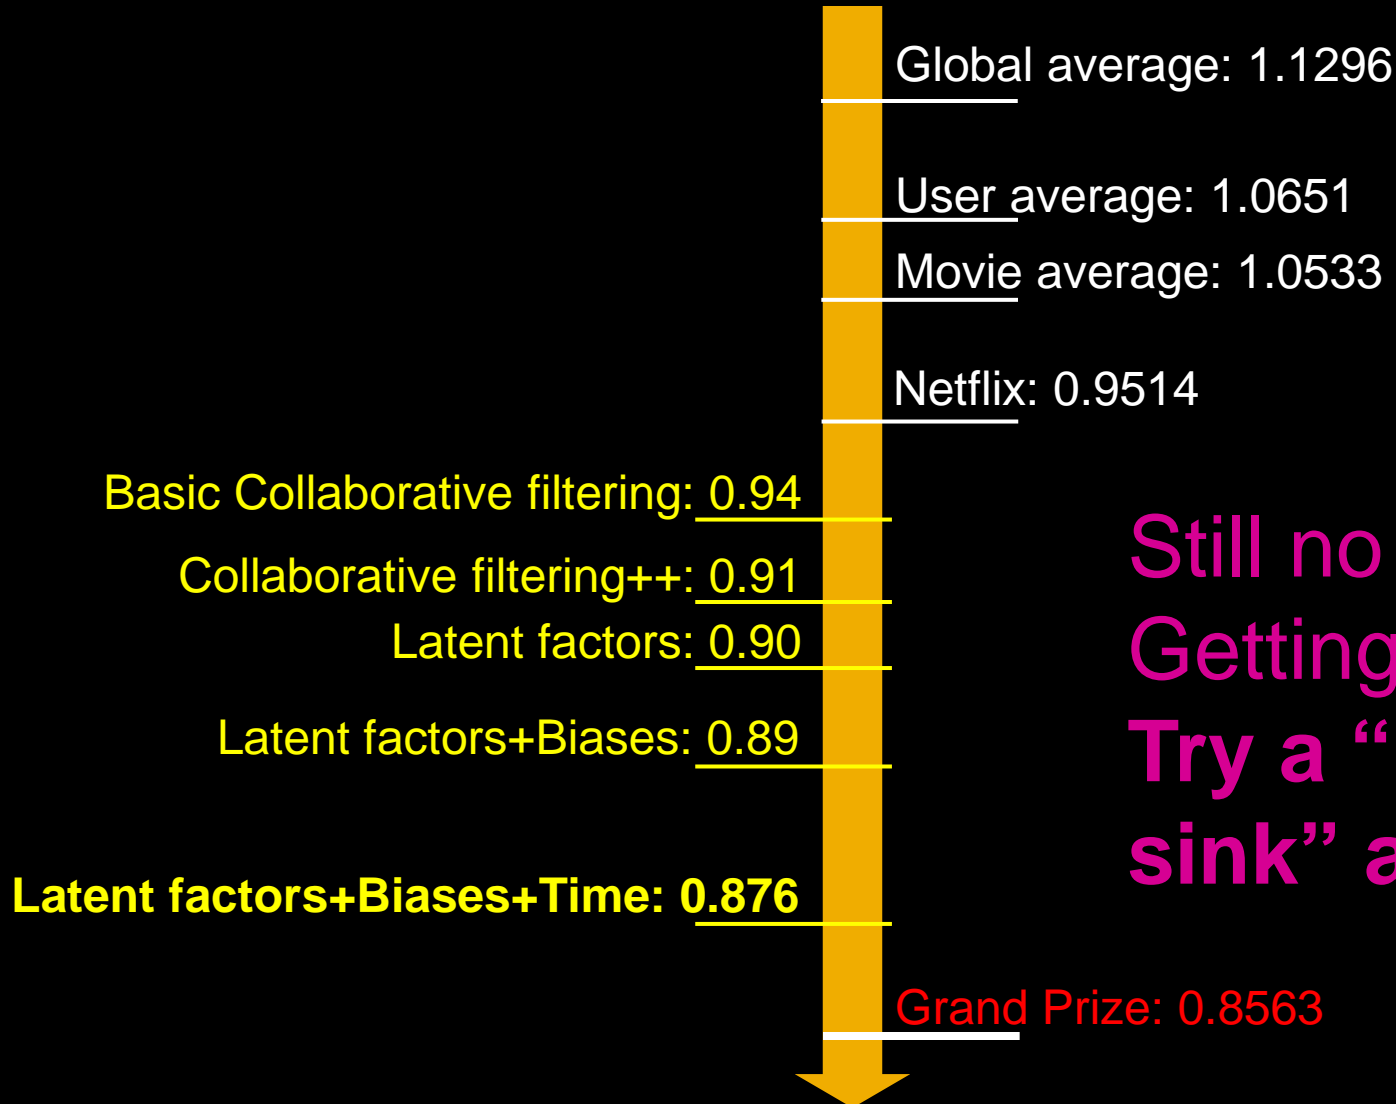 Global average: 1.1296
User average: 1.0651
Movie average: 1.0533
Netflix: 0.9514
Basic Collaborative filtering: 0.94
Collaborative filtering++: 0.91
Latent factors: 0.90
Latent factors+Biases: 0.89
Latent factors+Biases+Time: 0.876
Grand Prize: 0.8563
Still no
Getting
Try a “
sink” a